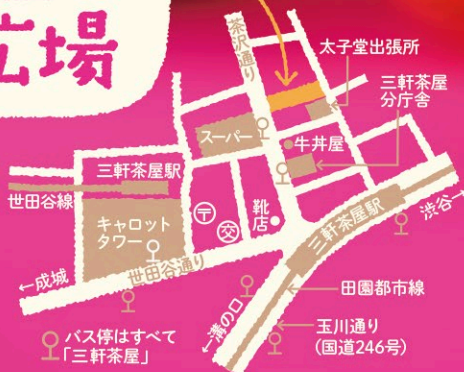 広場
茶沢通り
太子堂出張所
三軒茶屋
分庁舎
スーパー
牛丼屋
三軒茶屋駅
世田谷線
キャロット
タワー
〒
交
靴店
三軒茶屋駅
渋谷→
世田谷通り
←成城
←溝の口
田園都市線
玉川通り
(国道246号)
バス停はすべて
「三軒茶屋」